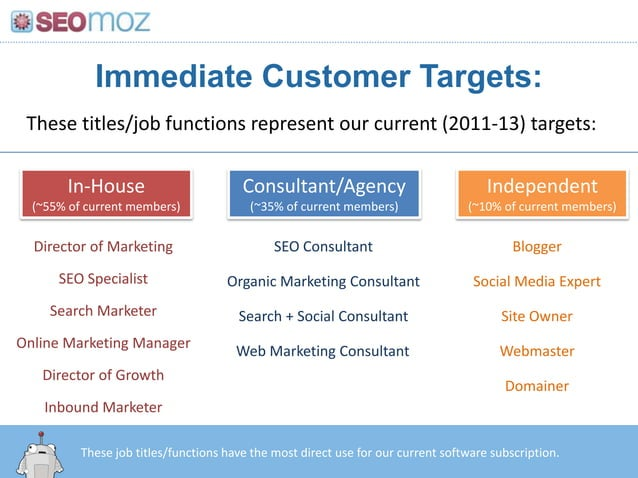 SEOmoz
Immediate Customer Targets:
These titles/job functions represent our current (2011-13) targets:
In-House
(~55% of current members)
Director of Marketing
SEO Specialist
Search Marketer
Online Marketing Manager
Director of Growth
Inbound Marketer
Consultant/Agency
(~35% of current members)
SEO Consultant
Organic Marketing Consultant
Search + Social Consultant
Web Marketing Consultant
Independent
(~10% of current members)
Blogger
Social Media Expert
Site Owner
Webmaster
Domainer
These job titles/functions have the most direct use for our current software subscription.